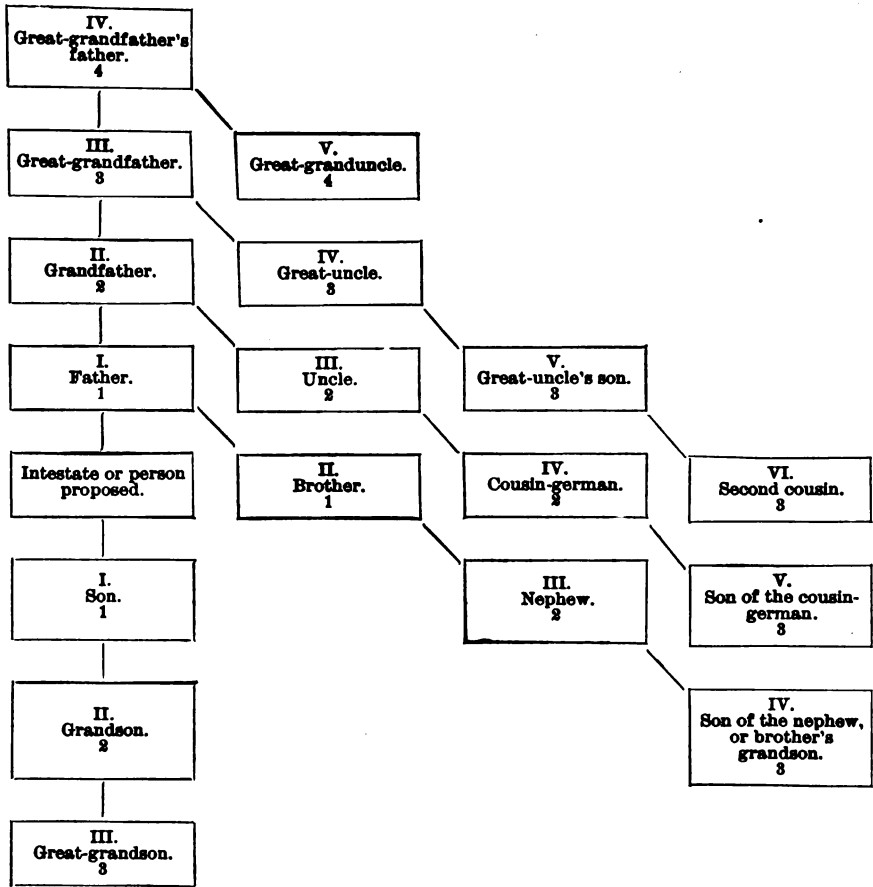 IV.
Great-grandfather's
father.
4
III.
Great-grandfather.
3
V.
Great-granduncle.
4
II.
Grandfather.
2
IV.
Great-uncle.
3
I.
Father.
1
III.
Uncle.
2
V.
Great-uncle's son.
3
Intestate or person
proposed.
II.
Brother.
1
IV.
Cousin-german.
2
VI.
Second cousin.
3
I.
Son.
1
III.
Nephew.
2
V.
Son of the cousin-
german.
3
II.
Grandson.
2
IV.
Son of the nephew,
or brother's
grandson.
3
III.
Great-grandson.
3